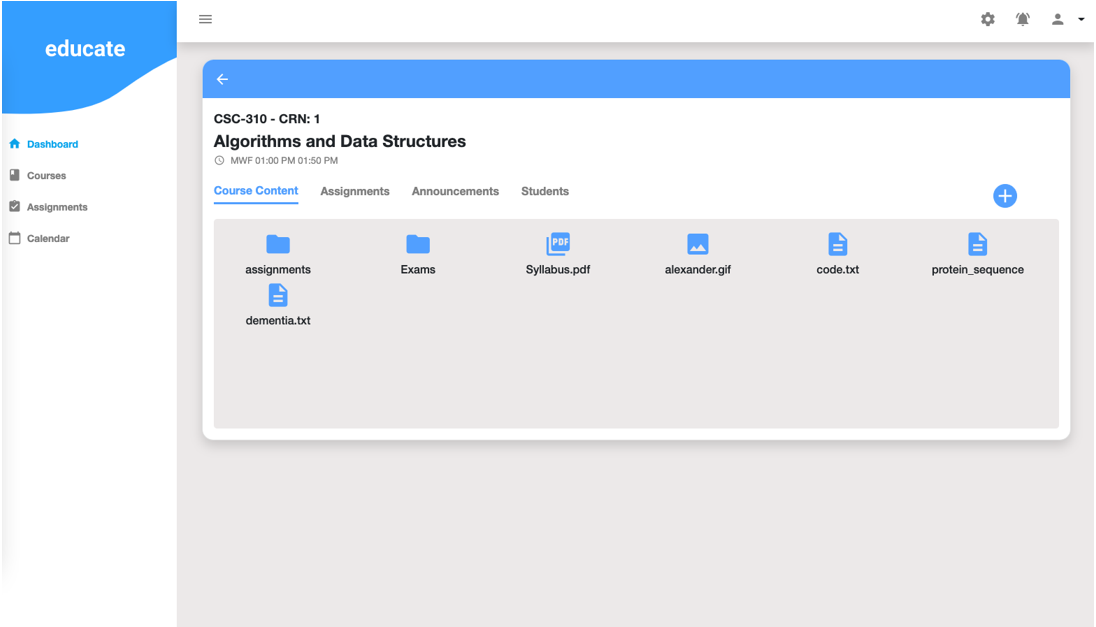 educate
Dashboard
Courses
Assignments
Calendar
CSC-310 - CRN: 1
Algorithms and Data Structures
MWF 01:00 PM 01:50 PM
Course Content Assignments Announcements Students
assignments Exams Syllabus.pdf alexander.gif code.txt protein_sequence
dementia.txt
PDF